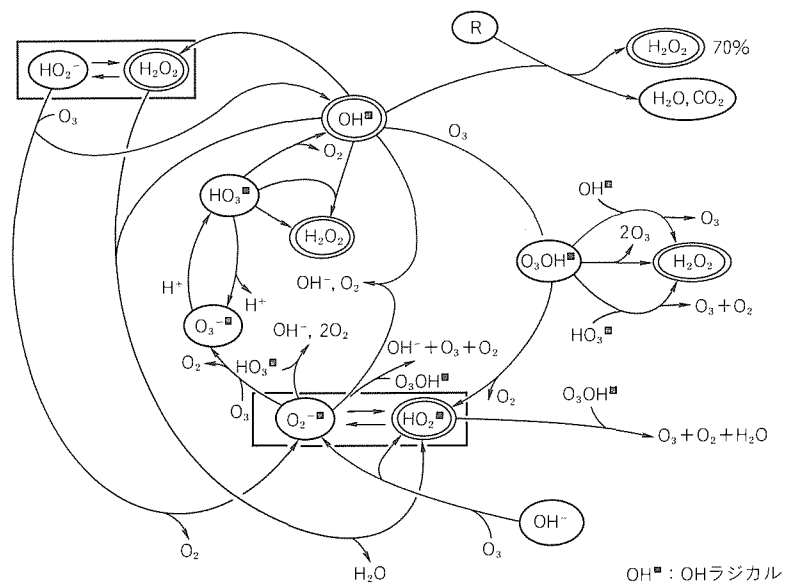 R
H₂O₂ 70%
HO₂⁻ H₂O₂
H₂O, CO₂
O₃
OH■
O₃
O₂
HO₃■
OH■
O₃
2O₃
H₂O₂
O₃OH■
H₂O₂
H⁺
H⁺
OH⁻, O₂
O₃⁻■
HO₃■
O₃+O₂
OH⁻, 2O₂
OH⁻+O₃+O₂
O₂
HO₃■
O₃OH■
O₃
O₂
O₃OH■
O₂⁻■ HO₂■
O₃+O₂+H₂O
OH⁻
O₂
O₃
H₂O
OH■：OHラジカル